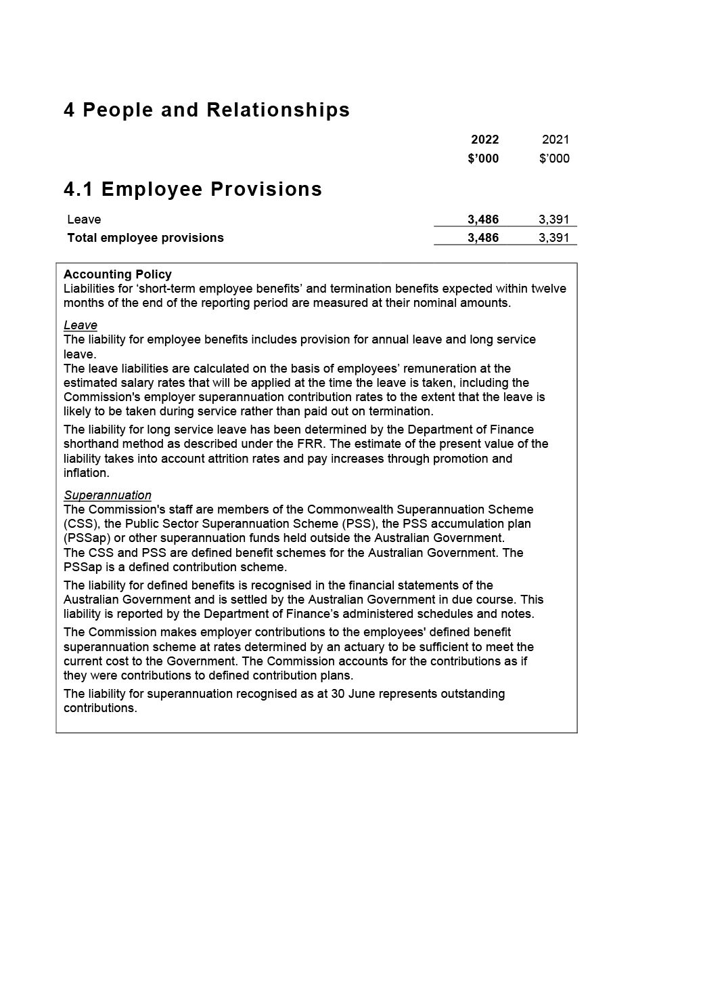 4 People and Relationships
2022 2021
$’000 $’000
4.1 Employee Provisions
Leave 3,486 3,391
Total employee provisions 3,486 3,391
Accounting Policy
Liabilities for ‘short-term employee benefits’ and termination benefits expected within twelve
months of the end of the reporting period are measured at their nominal amounts.
Leave
The liability for employee benefits includes provision for annual leave and long service
leave.
The leave liabilities are calculated on the basis of employees’ remuneration at the
estimated salary rates that will be applied at the time the leave is taken, including the
Commission's employer superannuation contribution rates to the extent that the leave is
likely to be taken during service rather than paid out on termination.
The liability for long service leave has been determined by the Department of Finance
shorthand method as described under the FRR. The estimate of the present value of the
liability takes into account attrition rates and pay increases through promotion and
inflation.
Superannuation
The Commission's staff are members of the Commonwealth Superannuation Scheme
(CSS), the Public Sector Superannuation Scheme (PSS), the PSS accumulation plan
(PSSap) or other superannuation funds held outside the Australian Government.
The CSS and PSS are defined benefit schemes for the Australian Government. The
PSSap is a defined contribution scheme.
The liability for defined benefits is recognised in the financial statements of the
Australian Government and is settled by the Australian Government in due course. This
liability is reported by the Department of Finance’s administered schedules and notes.
The Commission makes employer contributions to the employees' defined benefit
superannuation scheme at rates determined by an actuary to be sufficient to meet the
current cost to the Government. The Commission accounts for the contributions as if
they were contributions to defined contribution plans.
The liability for superannuation recognised as at 30 June represents outstanding
contributions.